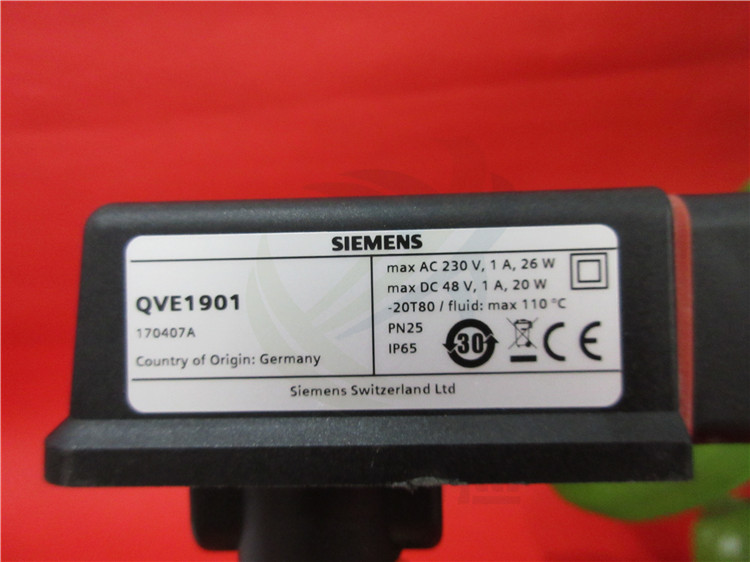 SIEMENS
QVE1901
170407A
Country of Origin: Germany
max AC 230 V, 1 A, 26 W
max DC 48 V, 1 A, 20 W
-20T80 / fluid: max 110 °C
PN25
IP65
30
CE
Siemens Switzerland Ltd